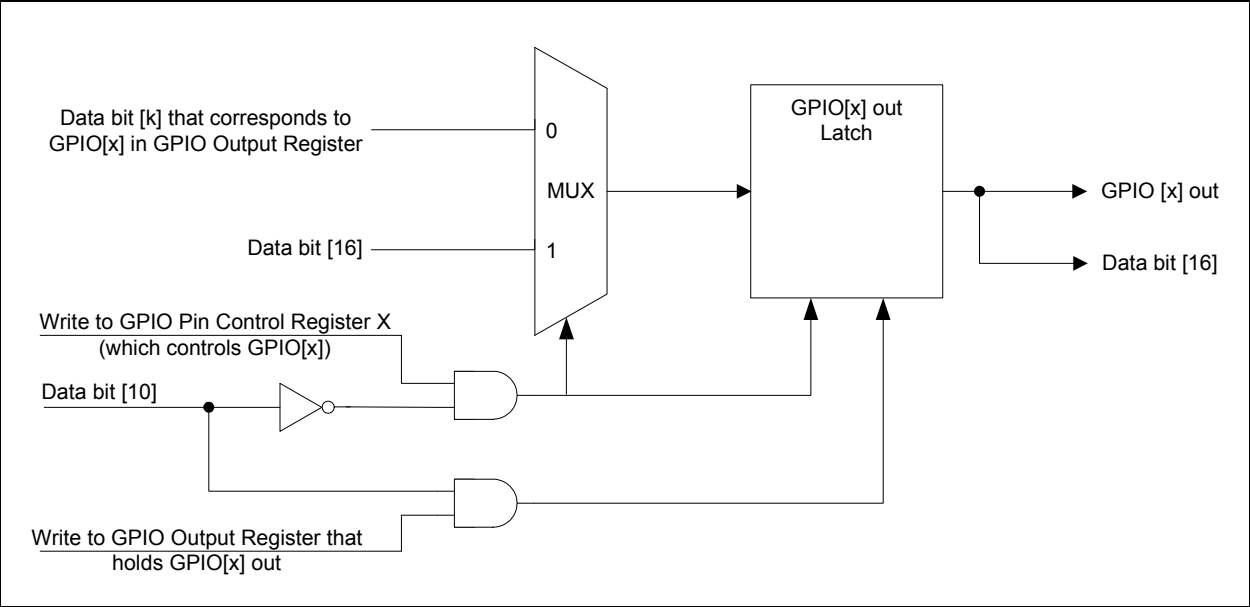 Data bit [k] that corresponds to
GPIO[x] in GPIO Output Register
0
MUX
Data bit [16]
1
GPIO[x] out
Latch
GPIO [x] out
Data bit [16]
Write to GPIO Pin Control Register X
(which controls GPIO[x])
Data bit [10]
Write to GPIO Output Register that
holds GPIO[x] out